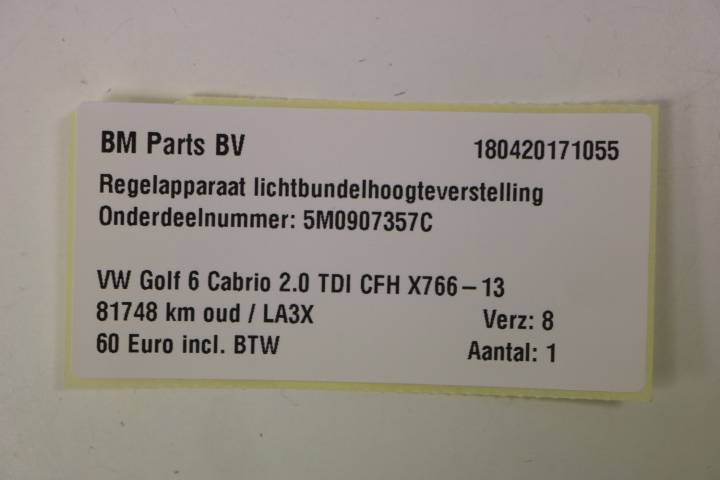 BM Parts BV 180420171055
Regelapparaat lichtbundelhoogteverstelling
Onderdeelnummer: 5M0907357C
VW Golf 6 Cabrio 2.0 TDI CFH X766-13
81748 km oud / LA3X Verz: 8
60 Euro incl. BTW Aantal: 1